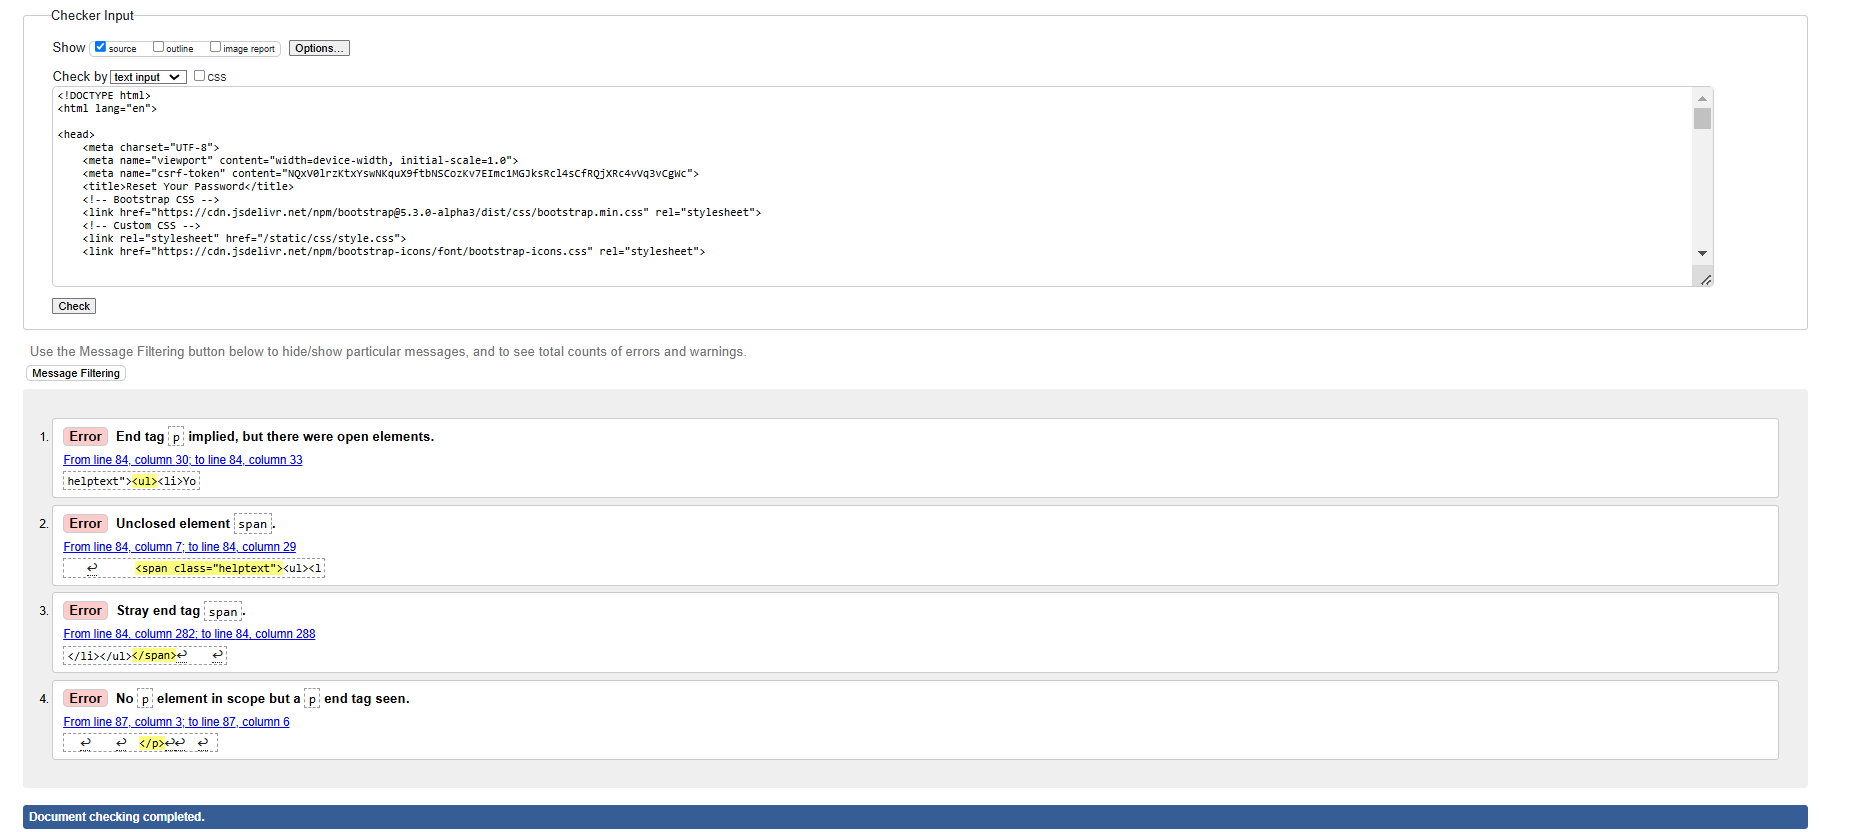 Checker Input
Show source outline image report Options...
Check by text input css
<!DOCTYPE html>
<html lang="en">
<head>
<meta charset="UTF-8">
<meta name="viewport" content="width=device-width, initial-scale=1.0">
<meta name="csrf-token" content="NQxV0lrzKtxYswNKquX9ftbNSCozKv7EImc1MGJksRcl4sCfRQjXRc4vVq3vCgWc">
<title>Reset Your Password</title>
<!-- Bootstrap CSS -->
<link href="https://cdn.jsdelivr.net/npm/bootstrap@5.3.0-alpha3/dist/css/bootstrap.min.css" rel="stylesheet">
<!-- Custom CSS -->
<link rel="stylesheet" href="/static/css/style.css">
<link href="https://cdn.jsdelivr.net/npm/bootstrap-icons/font/bootstrap-icons.css" rel="stylesheet">
Check
Use the Message Filtering button below to hide/show particular messages, and to see total counts of errors and warnings.
Message Filtering
1. Error End tag p implied, but there were open elements.
From line 84, column 30; to line 84, column 33
helptext"><ul><li>Yo
2. Error Unclosed element span.
From line 84, column 7; to line 84, column 29
↩ <span class="helptext"><ul><l
3. Error Stray end tag span.
From line 84, column 282; to line 84, column 288
</li></ul></span>↩ ↩
4. Error No p element in scope but a p end tag seen.
From line 87, column 3; to line 87, column 6
↩ ↩ </p>↩↩ ↩
Document checking completed.